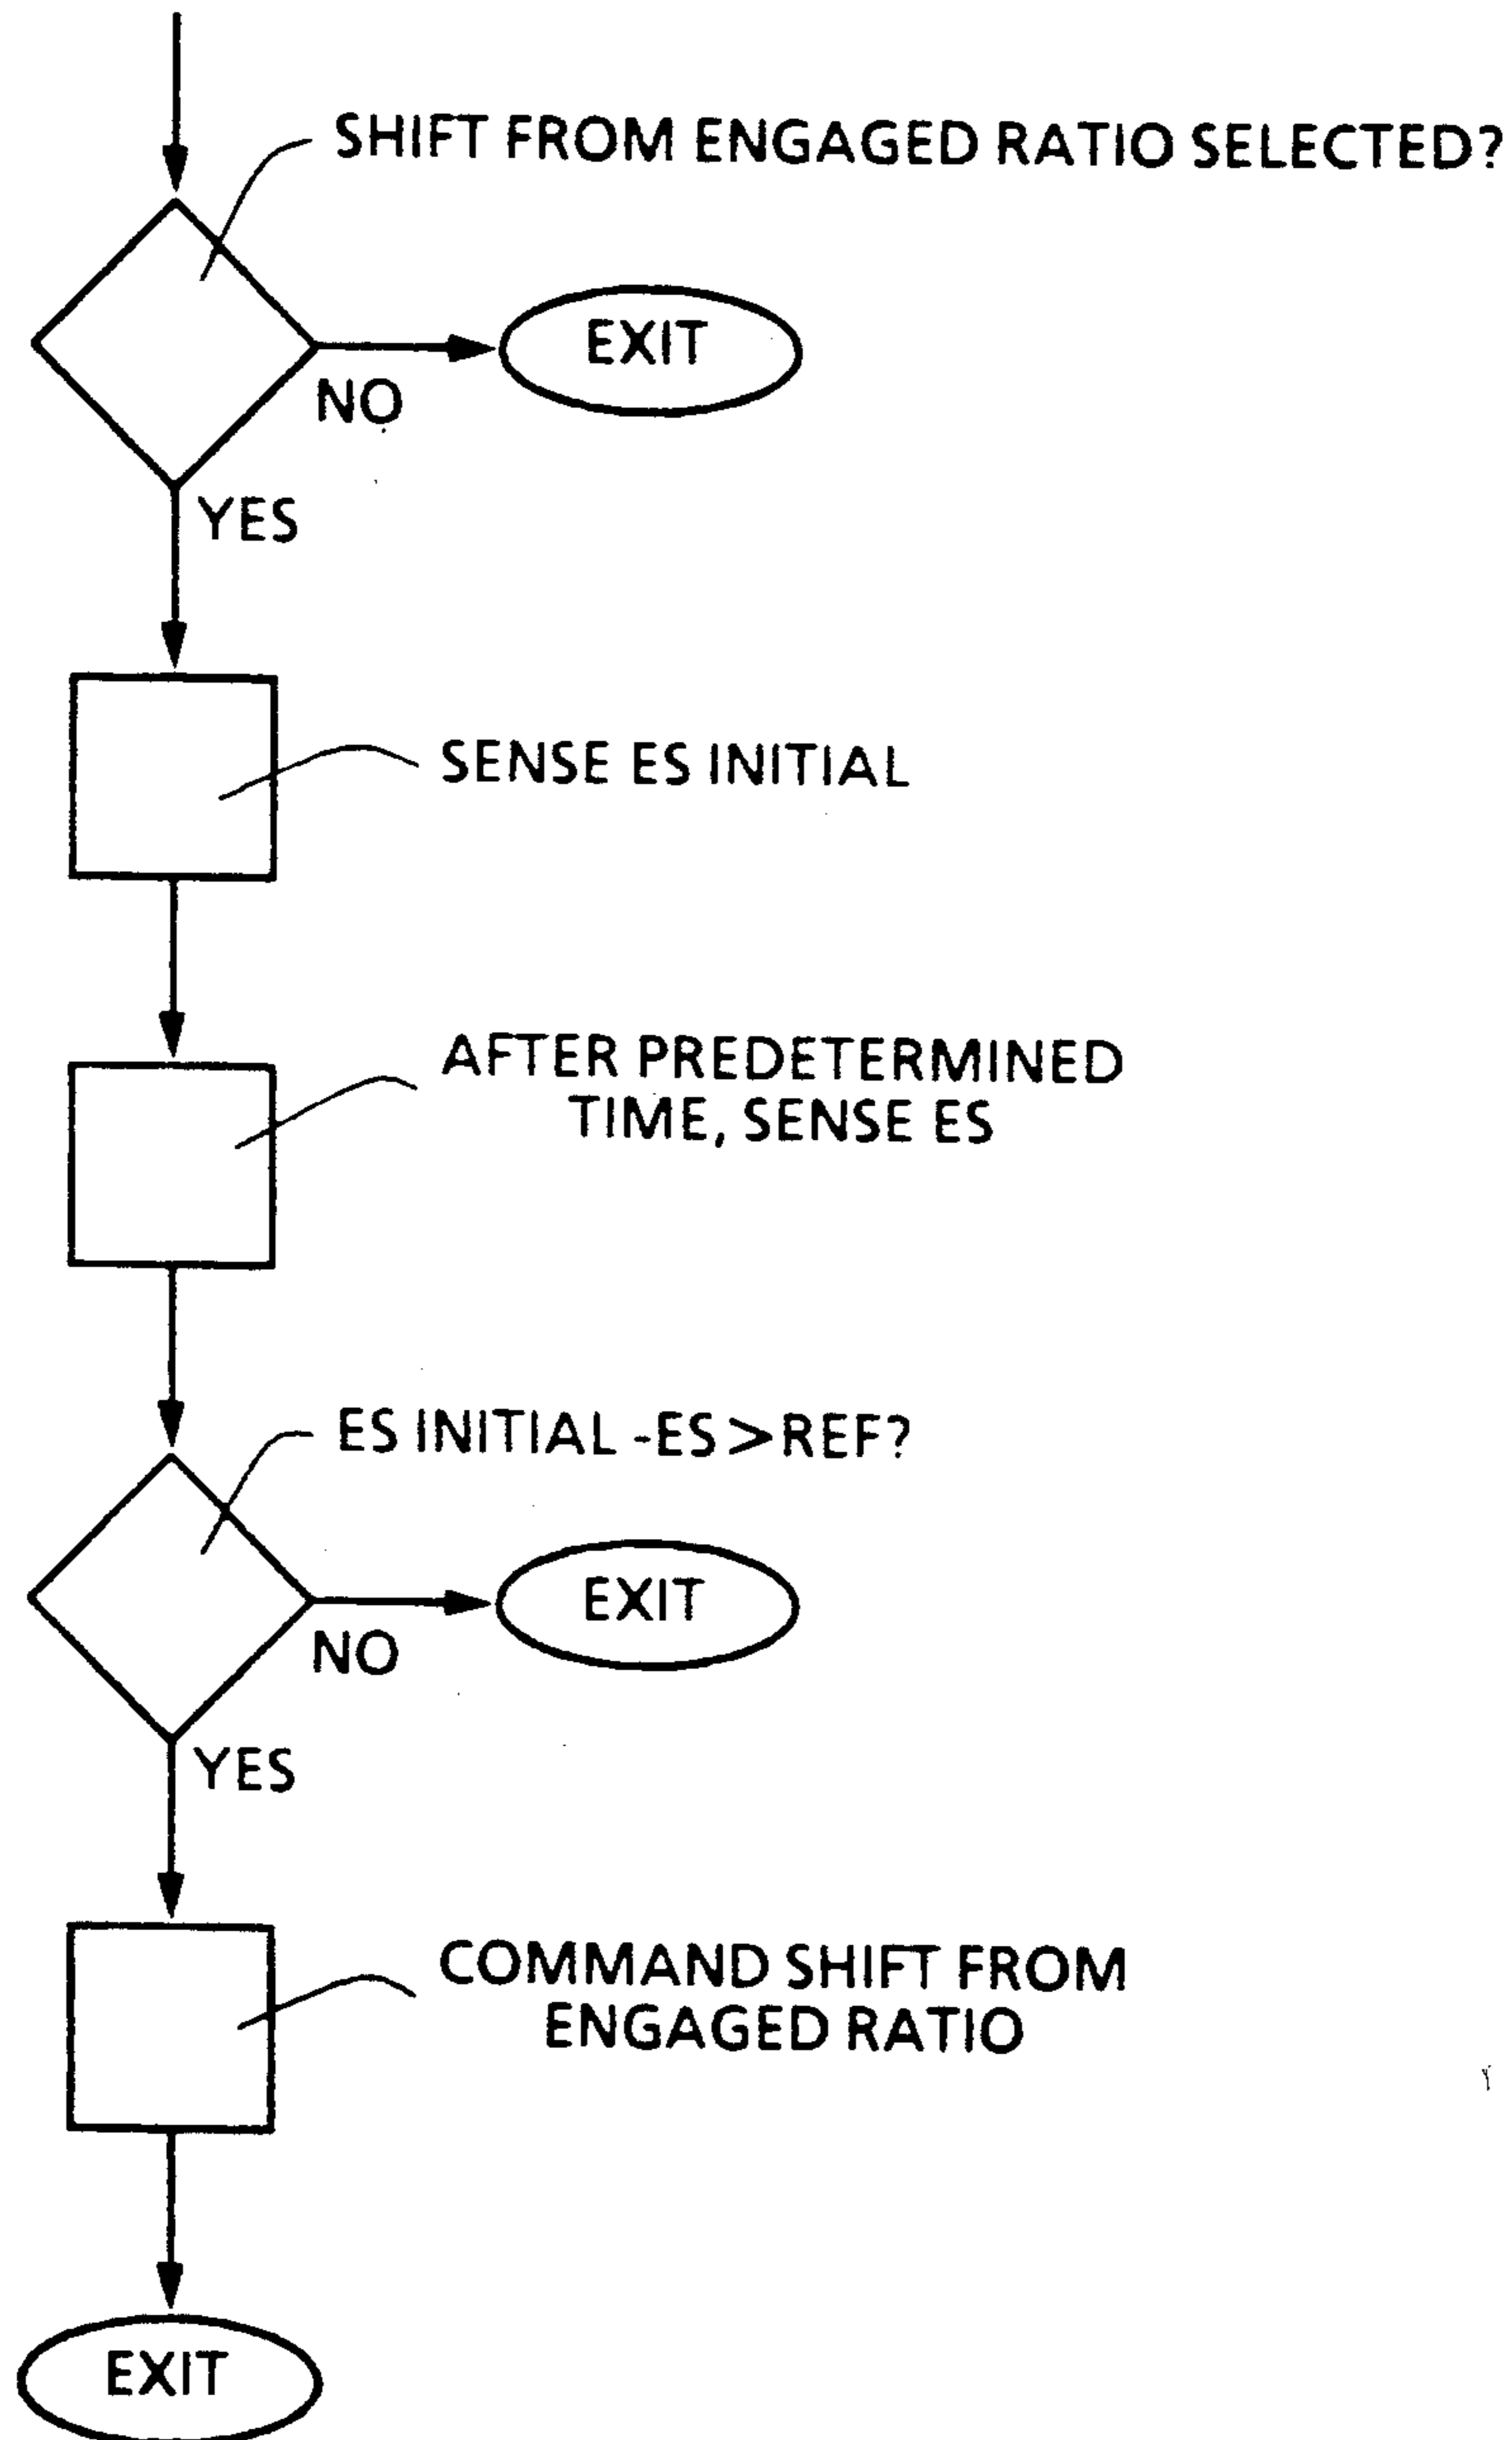 SHIFT FROM ENGAGED RATIO SELECTED?
EXIT
NO
YES
SENSE ES INITIAL
AFTER PREDETERMINED
TIME, SENSE ES
ES INITIAL -ES > REF?
EXIT
NO
YES
COMMAND SHIFT FROM
ENGAGED RATIO
EXIT